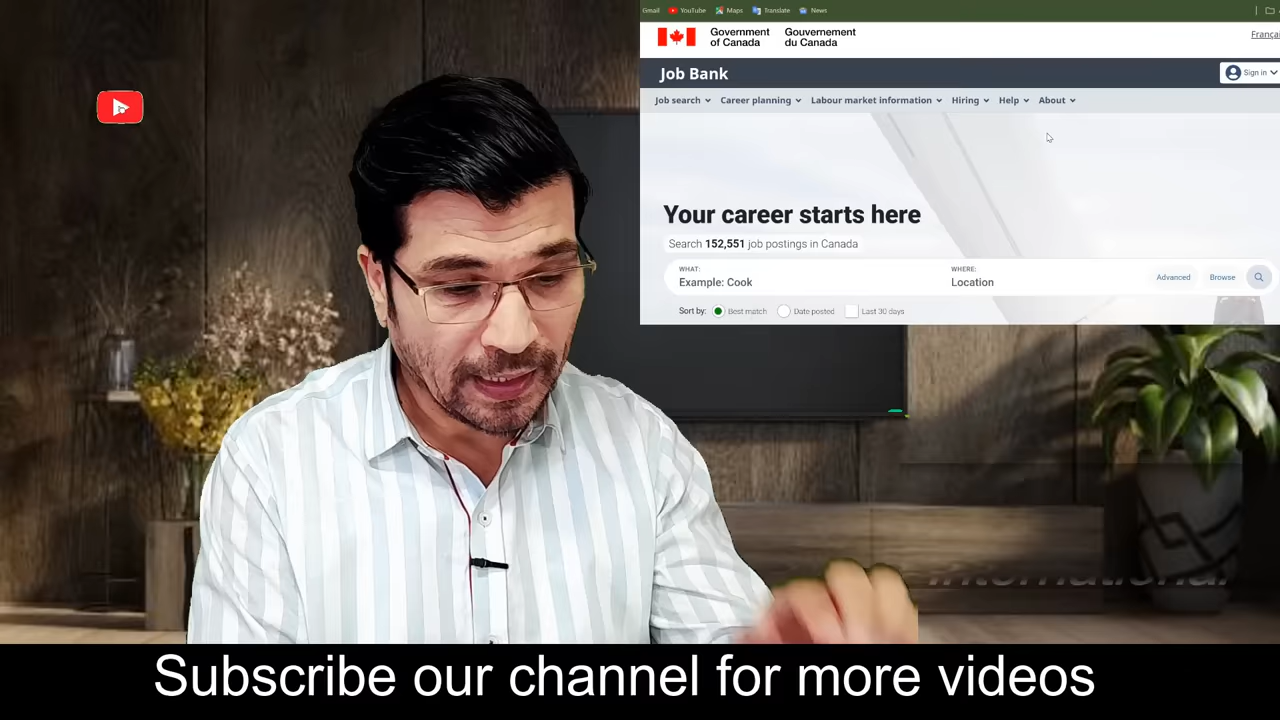 Gmail YouTube Maps Translate News
Government of Canada
Gouvernement du Canada
Françai
Job Bank
Sign in
Job search Career planning Labour market information Hiring Help About
Your career starts here
Search 152,551 job postings in Canada
WHAT:
Example: Cook
WHERE:
Location
Advanced Browse
Sort by: Best match Date posted Last 30 days
International
Subscribe our channel for more videos